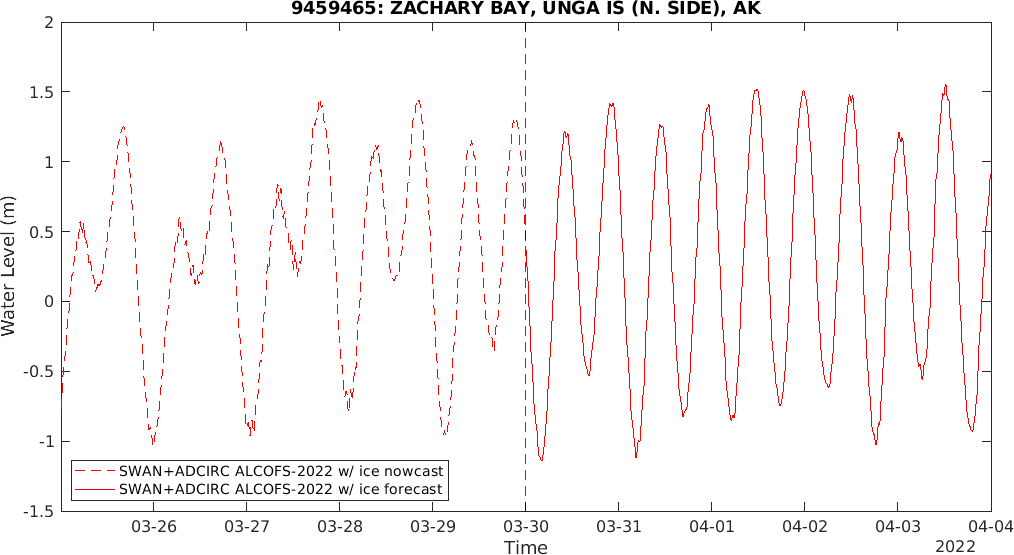 9459465: ZACHARY BAY, UNGA IS (N. SIDE), AK
2
1.5
1
0.5
0
-0.5
-1
-1.5
Water Level (m)
SWAN+ADCIRC ALCOFS-2022 w/ ice nowcast
SWAN+ADCIRC ALCOFS-2022 w/ ice forecast
03-26 03-27 03-28 03-29 03-30 03-31 04-01 04-02 04-03 04-04
Time
2022